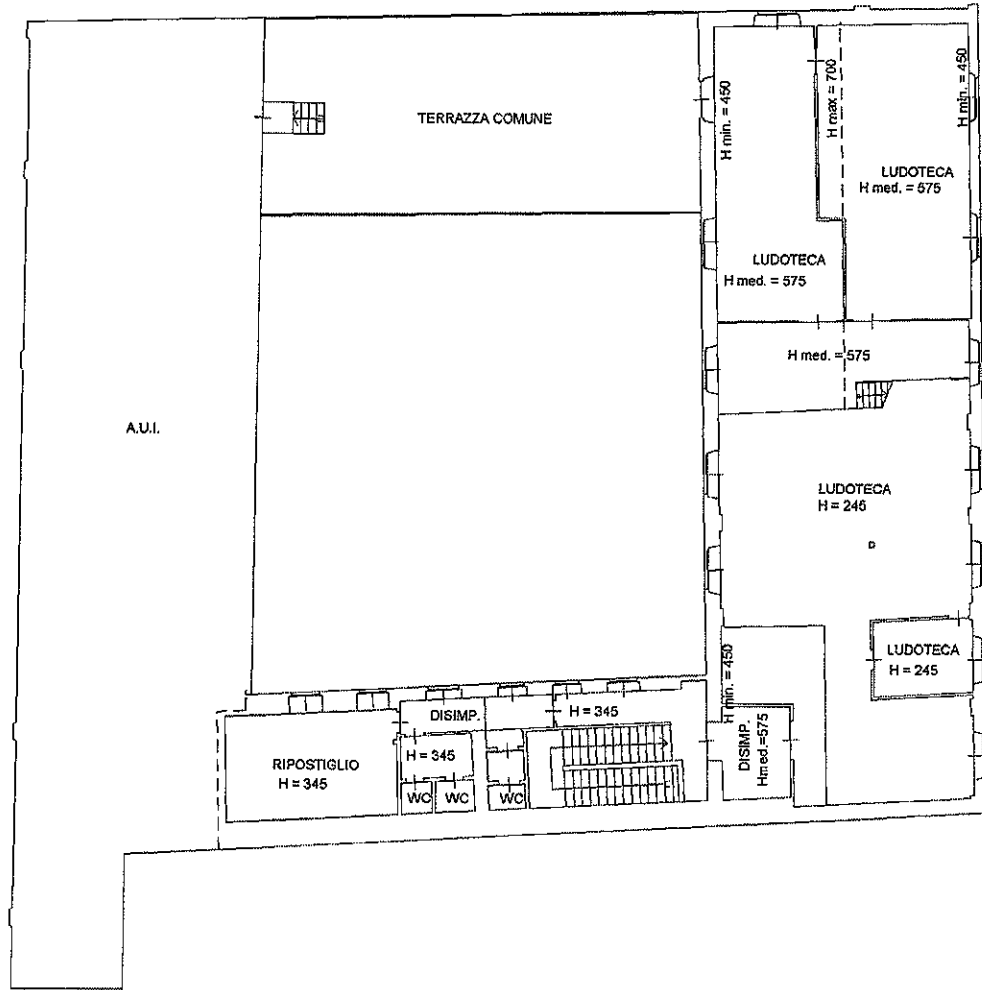 TERRAZZA COMUNE
H min. = 450
H max = 700
H min. = 450
LUDOTECA
H med. = 575
LUDOTECA
H med. = 575
H med. = 575
A.U.I.
LUDOTECA
H = 245
D
LUDOTECA
H = 245
H min. = 450
DISIMP.
H = 345
RIPOSTIGLIO
H = 345
H = 345
DISIMP.
Hmed.=575
WC
WC
WC